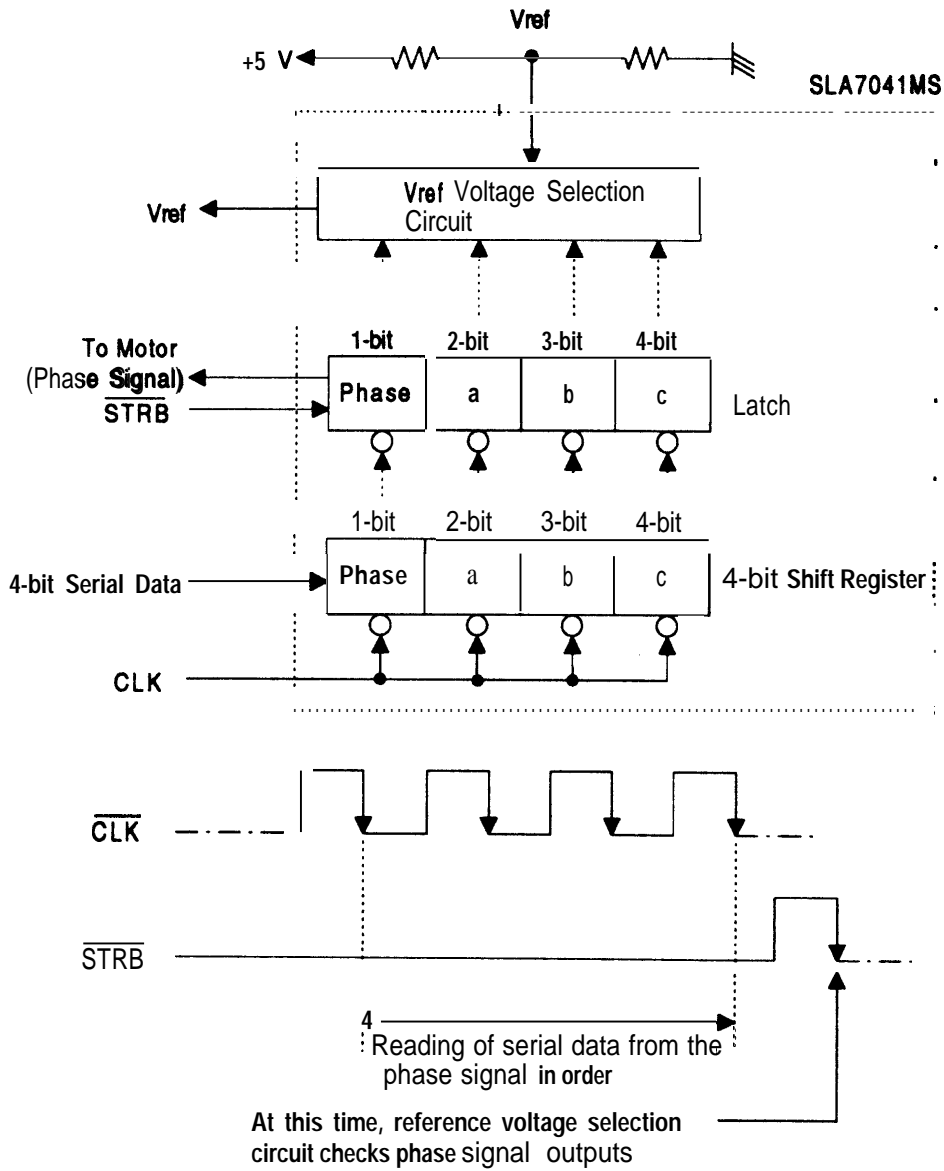 Vref
+5 V
SLA7041MS
Vref Voltage Selection
Circuit
Vref
1-bit 2-bit 3-bit 4-bit
To Motor
(Phase Signal)
STRB
Phase a b c
Latch
1-bit 2-bit 3-bit 4-bit
4-bit Serial Data
Phase a b c
4-bit Shift Register
CLK
CLK
STRB
4
Reading of serial data from the
phase signal in order
At this time, reference voltage selection
circuit checks phase signal outputs